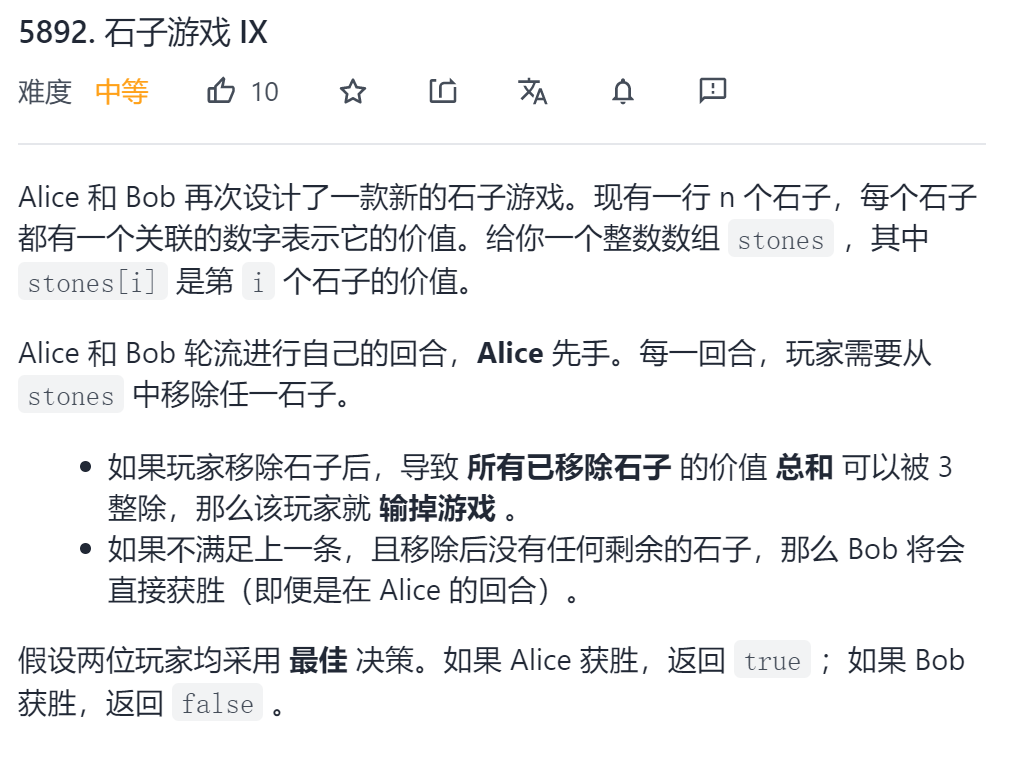 5892. 石子游戏 IX
难度 中等 10
Alice 和 Bob 再次设计了一款新的石子游戏。现有一行 n 个石子，每个石子
都有一个关联的数字表示它的价值。给你一个整数数组 stones ，其中
stones[i] 是第 i 个石子的价值。
Alice 和 Bob 轮流进行自己的回合，Alice 先手。每一回合，玩家需要从
stones 中移除任一石子。
如果玩家移除石子后，导致 所有已移除石子 的价值 总和 可以被 3
整除，那么该玩家就 输掉游戏 。
如果不满足上一条，且移除后没有任何剩余的石子，那么 Bob 将会
直接获胜（即便是在 Alice 的回合）。
假设两位玩家均采用 最佳 决策。如果 Alice 获胜，返回 true ；如果 Bob
获胜，返回 false 。